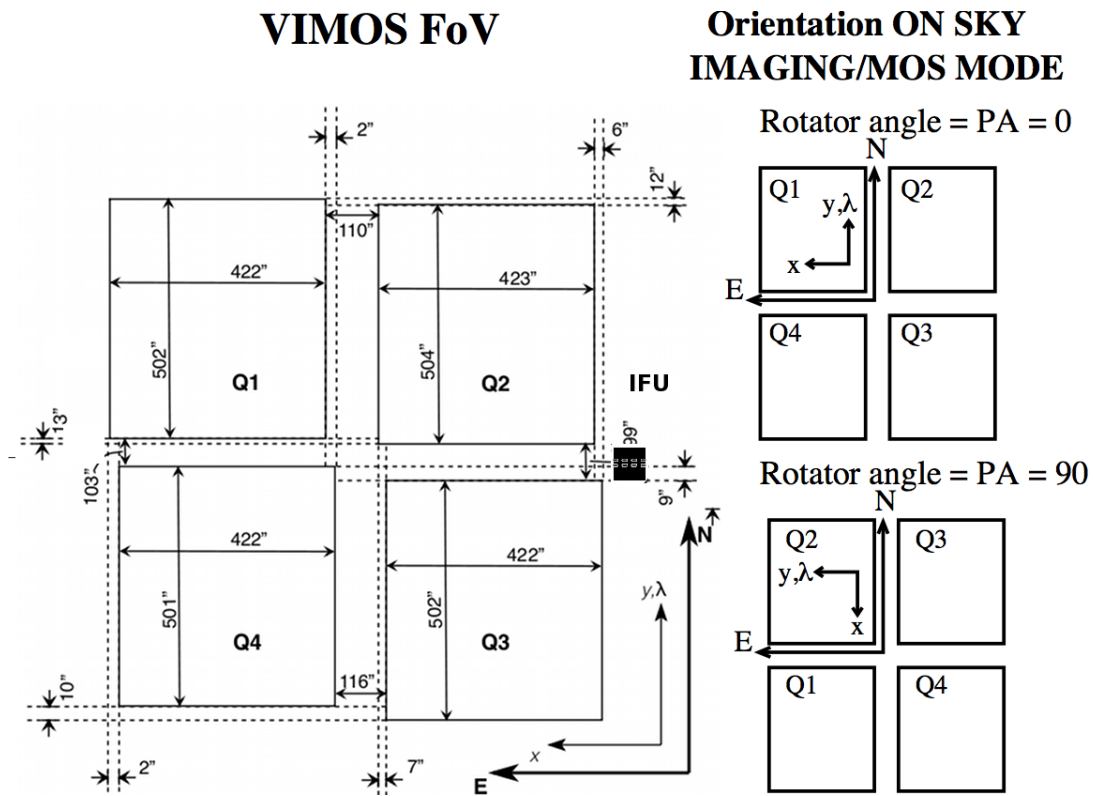 VIMOS FoV
Orientation ON SKY
IMAGING/MOS MODE
Rotator angle = PA = 0
N
Q1
Q2
y,λ
x
E
Q4
Q3
Rotator angle = PA = 90
N
Q2
Q3
y,λ
x
E
Q1
Q4
2”
6”
12”
110”
422”
423”
502”
504”
Q1
Q2
IFU
13”
99”
103”
9”
422”
422”
N
501”
502”
y,λ
Q4
Q3
10”
116”
x
2”
7”
E